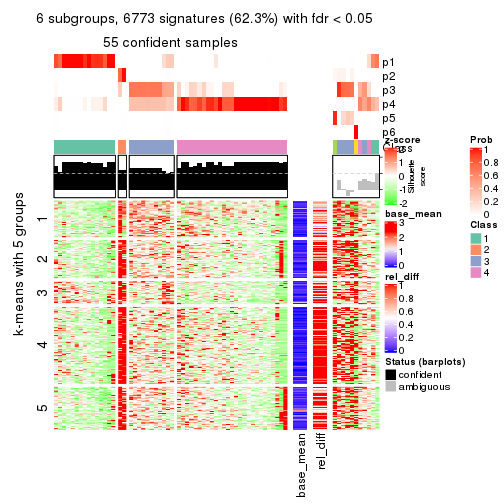 6 subgroups, 6773 signatures (62.3%) with fdr < 0.05
55 confident samples
p1
p2
p3
p4
p5
p6
Class
Silhouette
score
k-means with 5 groups
1
2
3
4
5
base_mean
rel_diff
z-score
2
1
0
-1
-2
base_mean
3
2
1
0
rel_diff
1
0.8
0.6
0.4
0.2
0
Status (barplots)
confident
ambiguous
Prob
1
0.8
0.6
0.4
0.2
0
Class
1
2
3
4